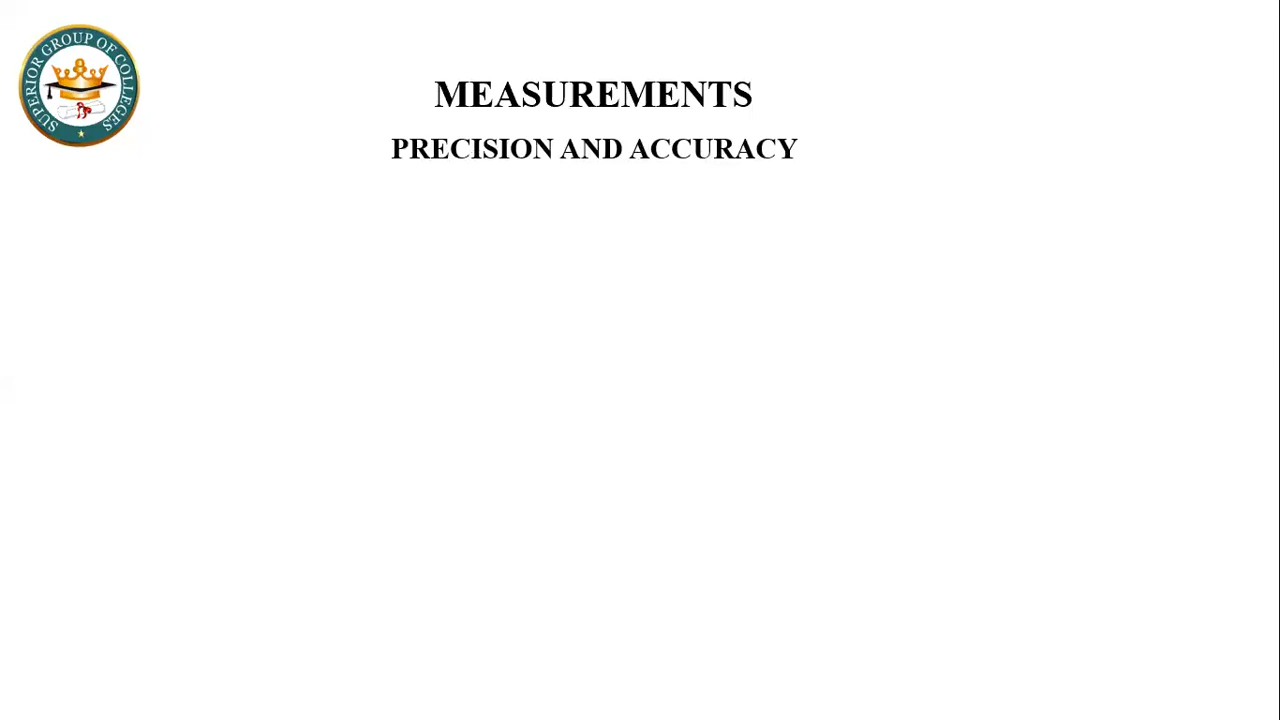 SUPERIOR GROUP OF COLLEGES
MEASUREMENTS
PRECISION AND ACCURACY